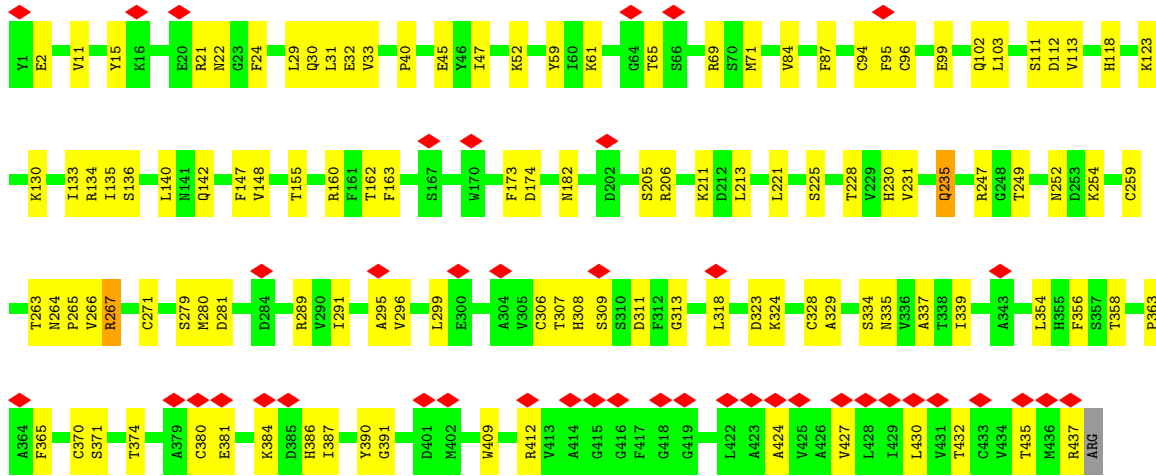 Y1 E2 V11 Y15 K16 E20 R21 N22 G23 F24 L29 Q30 L31 E32 V33 P40 E45 Y46 I47 K52 Y59 I60 K61 G64 T65 S66 R69 S70 M71 V84 F87 C94 F95 C96 E99 Q102 L103 S111 D112 V113 H118 K123
K130 I133 R134 I135 S136 L140 N141 Q142 F147 V148 T155 R160 F161 T162 F163 S167 W170 F173 D174 N182 D202 S205 R206 K211 D212 L213 L221 S225 T228 V229 H230 V231 Q235 R247 G248 T249 N252 D253 K254 C259
T263 N264 P265 V266 R267 C271 S279 M280 D281 D284 R289 V290 I291 A295 V296 L299 E300 A304 V305 C306 T307 H308 S309 S310 D311 F312 G313 L318 D323 K324 C328 A329 S334 N335 V336 A337 T338 I339 A343 L354 H355 F356 S357 T358 P363
A364 F365 C370 S371 T374 A379 C380 E381 K384 D385 H386 I387 Y390 G391 D401 M402 W409 R412 V413 A414 G415 G416 F417 G418 G419 L422 A423 A424 V425 A426 V427 L428 I429 L430 V431 T432 C433 V434 T435 M436 R437 ARG